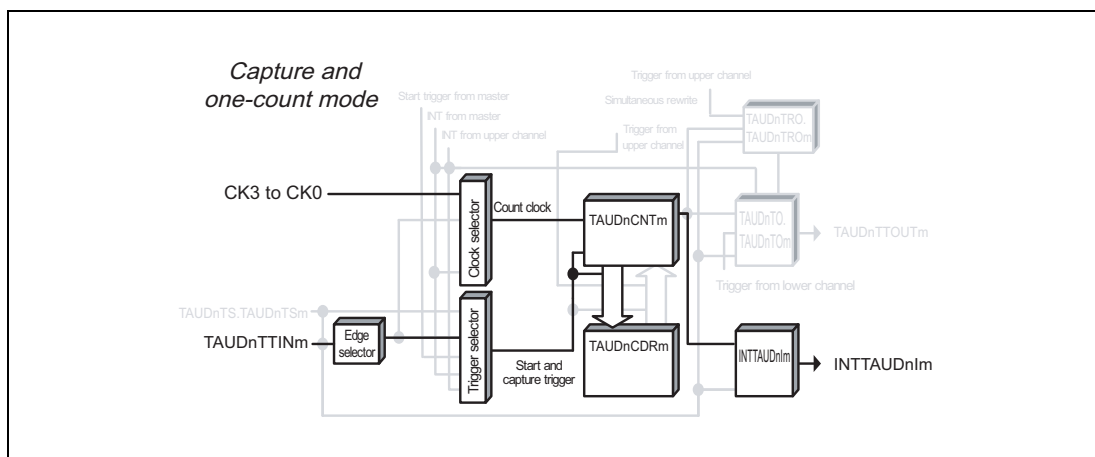 Capture and
one-count mode
Trigger from upper channel
Start trigger from master
Simultaneous rewrite
INT from master
TAUDnTRO.
TAUDnTROm
INT from upper channel
Trigger from
upper channel
CK3 to CK0
Clock selector
Count clock
TAUDnCNTm
TAUDnTO.
TAUDnTOm
TAUDnTTOUTm
Trigger from lower channel
TAUDnTS.TAUDnTSm
TAUDnTTINm
Edge
selector
Trigger selector
Start and
capture trigger
TAUDnCDRm
INTTAUDnIm
INTTAUDnIm